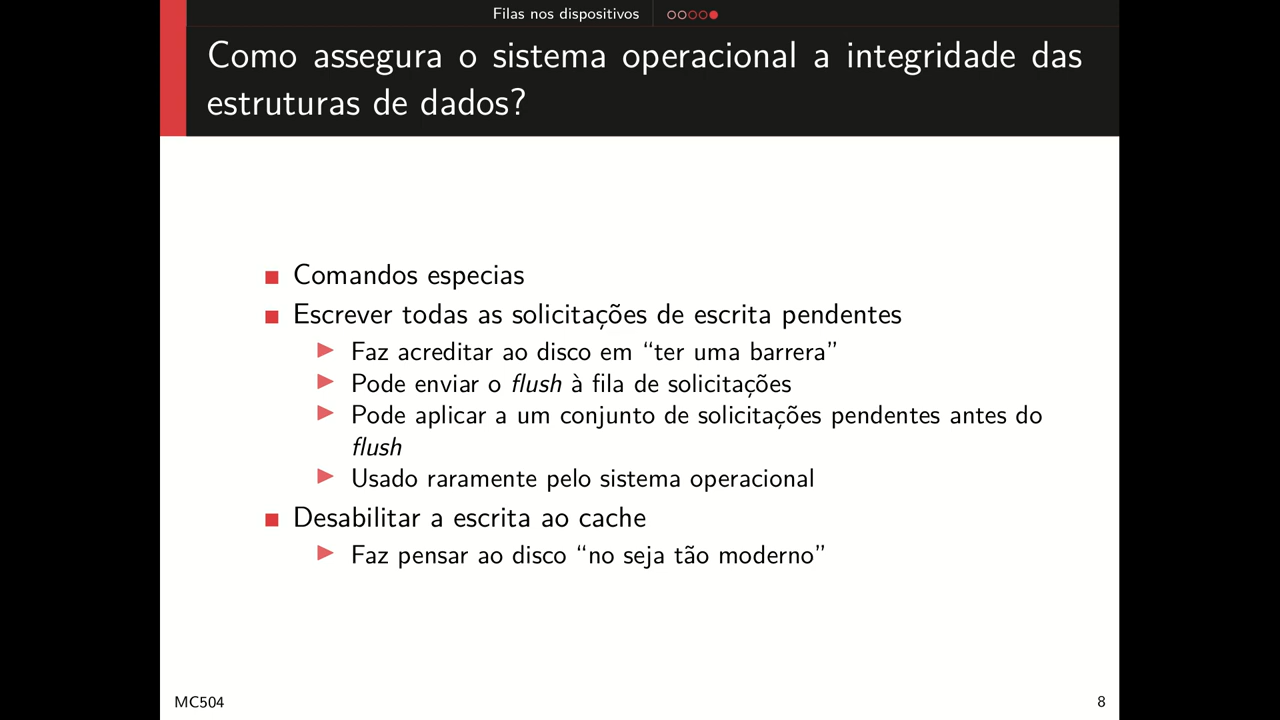 Filas nos dispositivos
Como assegura o sistema operacional a integridade das
estruturas de dados?
Comandos especias
Escrever todas as solicitações de escrita pendentes
Faz acreditar ao disco em “ter uma barrera”
Pode enviar o flush à fila de solicitações
Pode aplicar a um conjunto de solicitações pendentes antes do
flush
Usado raramente pelo sistema operacional
Desabilitar a escrita ao cache
Faz pensar ao disco “no seja tão moderno”
MC504
8